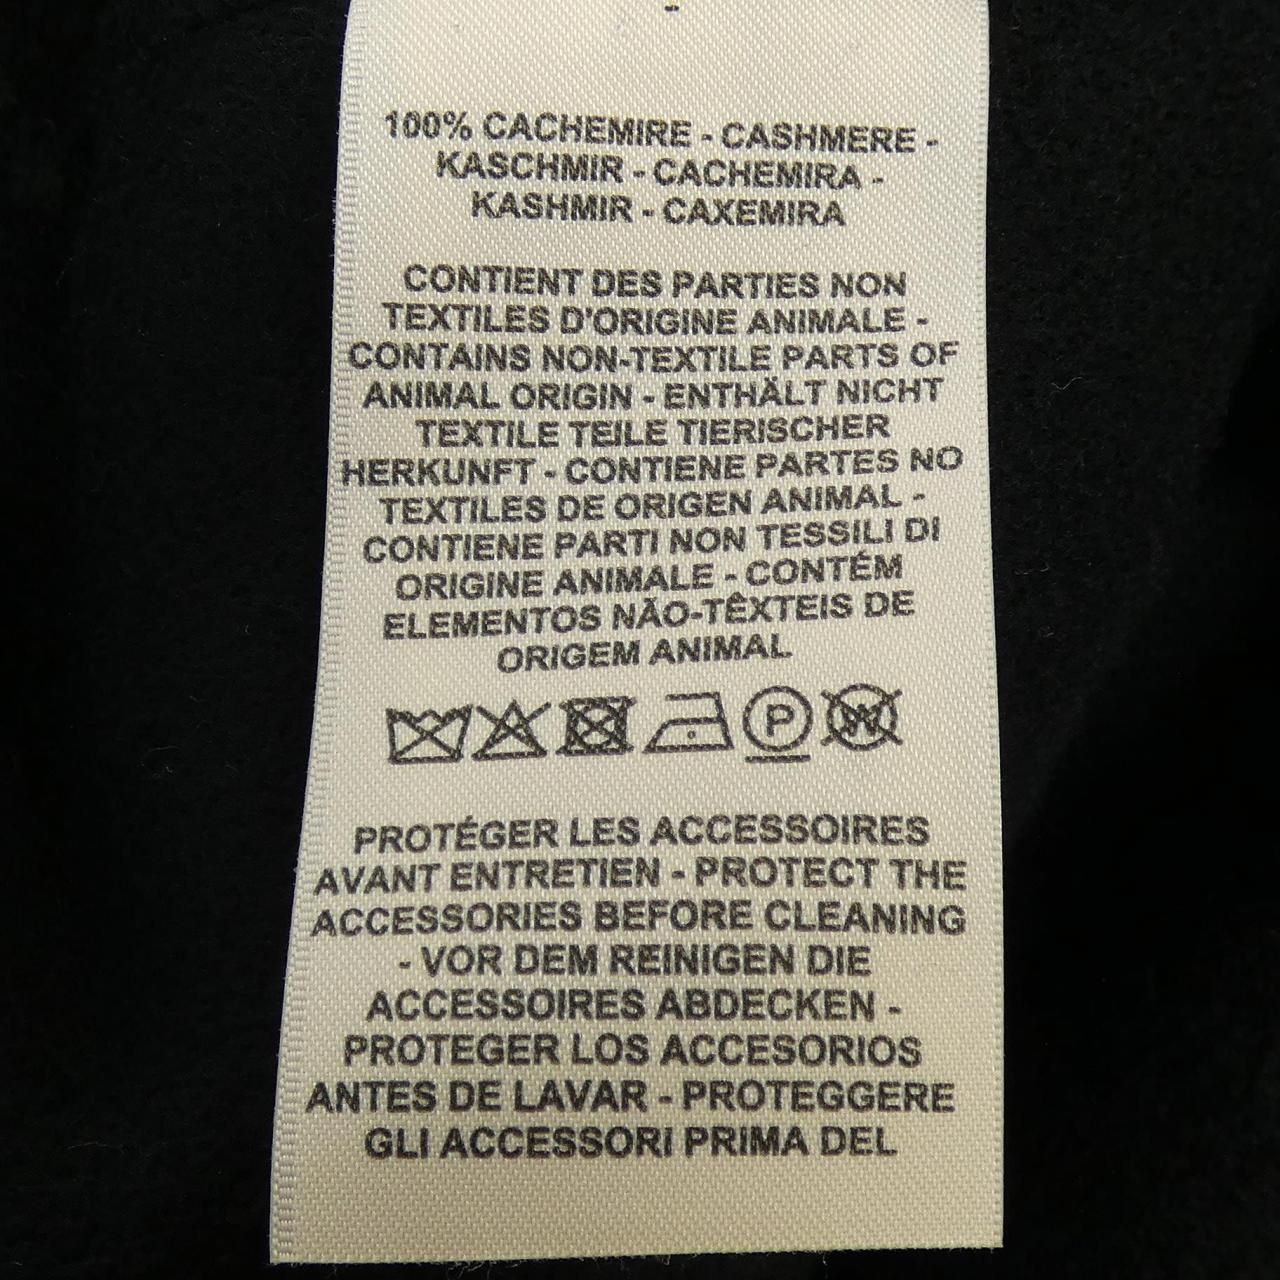 100% CACHEMIRE - CASHMERE -
KASCHMIR - CACHEMIRA -
KASHMIR - CAXEMIRA
CONTIENT DES PARTIES NON
TEXTILES D'ORIGINE ANIMALE -
CONTAINS NON-TEXTILE PARTS OF
ANIMAL ORIGIN - ENTHÄLT NICHT
TEXTILE TEILE TIERISCHER
HERKUNFT - CONTIENE PARTES NO
TEXTILES DE ORIGEN ANIMAL -
CONTIENE PARTI NON TESSILI DI
ORIGINE ANIMALE - CONTÉM
ELEMENTOS NÃO-TÊXTEIS DE
ORIGEM ANIMAL
P W
PROTÉGER LES ACCESSOIRES
AVANT ENTRETIEN - PROTECT THE
ACCESSORIES BEFORE CLEANING
- VOR DEM REINIGEN DIE
ACCESSOIRES ABDECKEN -
PROTEGER LOS ACCESORIOS
ANTES DE LAVAR - PROTEGGERE
GLI ACCESSORI PRIMA DEL